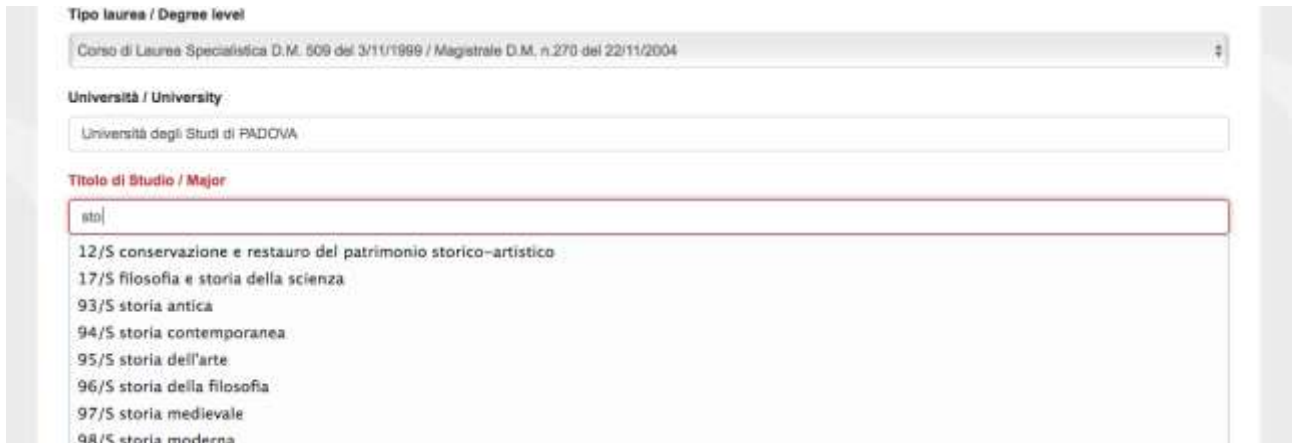 Tipo laurea / Degree level
Corso di Laurea Specialistica D.M. 509 del 3/11/1999 / Magistrale D.M. n.270 del 22/11/2004
Università / University
Università degli Studi di PADOVA
Titolo di Studio / Major
sto
12/S conservazione e restauro del patrimonio storico-artistico
17/S filosofia e storia della scienza
93/S storia antica
94/S storia contemporanea
95/S storia dell'arte
96/S storia della filosofia
97/S storia medievale
98/S storia moderna